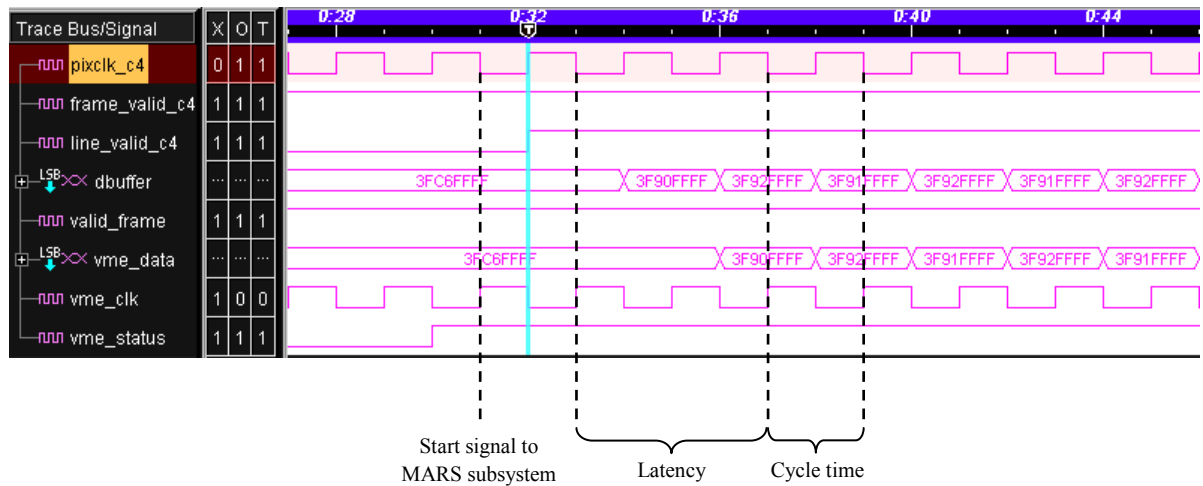 0:28 0:32 0:36 0:40 0:44
Trace Bus/Signal X O T
T
pixclk_c4 0 1 1
frame_valid_c4 1 1 1
line_valid_c4 1 1 1
LSB dbuffer ... ... ... 3FC6FFFF 3F90FFFF 3F92FFFF 3F91FFFF 3F92FFFF 3F91FFFF 3F92FFFF
valid_frame 1 1 1
LSB vme_data ... ... ... 3FC6FFFF 3F90FFFF 3F92FFFF 3F91FFFF 3F92FFFF 3F91FFFF
vme_clk 1 0 0
vme_status 1 1 1
Start signal to
MARS subsystem
Latency
Cycle time